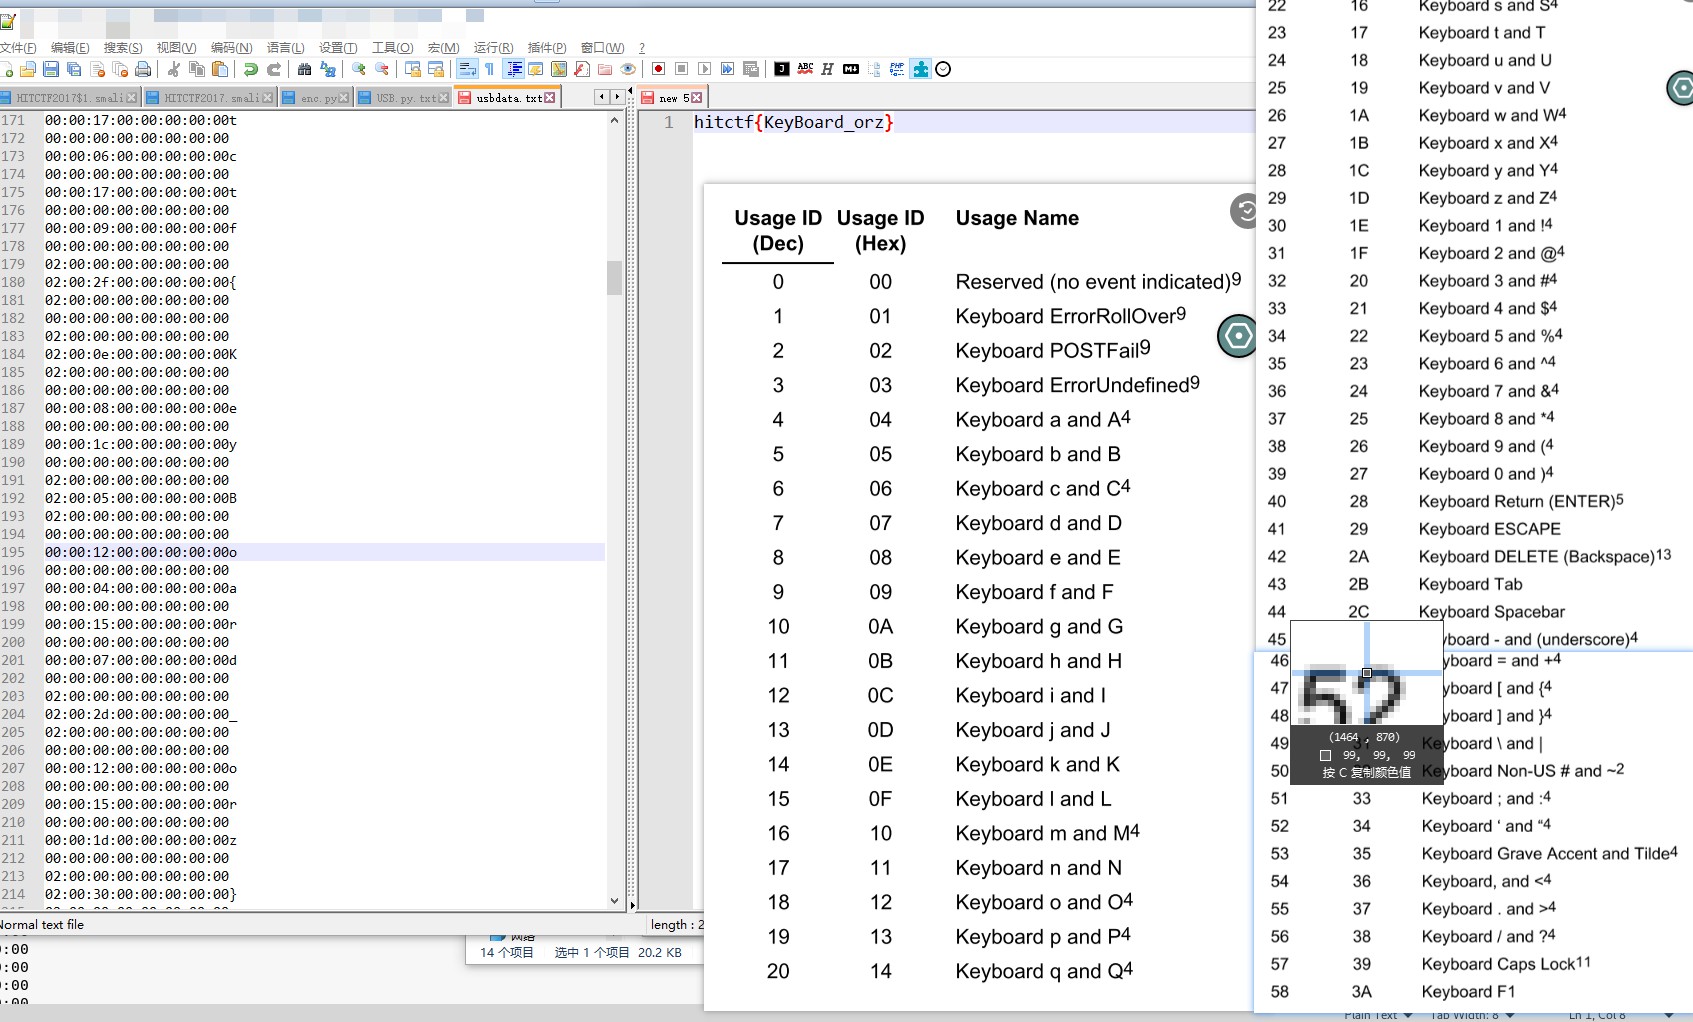 文件(F) 编辑(E) 搜索(S) 视图(V) 编码(N) 语言(L) 设置(T) 工具(O) 宏(M) 运行(R) 插件(P) 窗口(W) ?
HITCTF2017$1.smali HITCTF2017.smali enc.py USB.py.txt usbdata.txt
171 00:00:17:00:00:00:00:00t
172 00:00:00:00:00:00:00:00
173 00:00:06:00:00:00:00:00c
174 00:00:00:00:00:00:00:00
175 00:00:17:00:00:00:00:00t
176 00:00:00:00:00:00:00:00
177 00:00:09:00:00:00:00:00f
178 00:00:00:00:00:00:00:00
179 02:00:00:00:00:00:00:00
180 02:00:2f:00:00:00:00:00{
181 02:00:00:00:00:00:00:00
182 00:00:00:00:00:00:00:00
183 02:00:00:00:00:00:00:00
184 02:00:0e:00:00:00:00:00K
185 02:00:00:00:00:00:00:00
186 00:00:00:00:00:00:00:00
187 00:00:08:00:00:00:00:00e
188 00:00:00:00:00:00:00:00
189 00:00:1c:00:00:00:00:00y
190 00:00:00:00:00:00:00:00
191 02:00:00:00:00:00:00:00
192 02:00:05:00:00:00:00:00B
193 02:00:00:00:00:00:00:00
194 00:00:00:00:00:00:00:00
195 00:00:12:00:00:00:00:00o
196 00:00:00:00:00:00:00:00
197 00:00:04:00:00:00:00:00a
198 00:00:00:00:00:00:00:00
199 00:00:15:00:00:00:00:00r
200 00:00:00:00:00:00:00:00
201 00:00:07:00:00:00:00:00d
202 00:00:00:00:00:00:00:00
203 02:00:00:00:00:00:00:00
204 02:00:2d:00:00:00:00:00_
205 02:00:00:00:00:00:00:00
206 00:00:00:00:00:00:00:00
207 00:00:12:00:00:00:00:00o
208 00:00:00:00:00:00:00:00
209 00:00:15:00:00:00:00:00r
210 00:00:00:00:00:00:00:00
211 00:00:1d:00:00:00:00:00z
212 00:00:00:00:00:00:00:00
213 02:00:00:00:00:00:00:00
214 02:00:30:00:00:00:00:00}
Normal text file
:00
:00
:00
:00
14 个项目 选中 1 个项目 20.2 KB
new 5
1 hitctf{KeyBoard_orz}
length : 2
Usage ID (Dec) Usage ID (Hex) Usage Name
0 00 Reserved (no event indicated)9
1 01 Keyboard ErrorRollOver9
2 02 Keyboard POSTFail9
3 03 Keyboard ErrorUndefined9
4 04 Keyboard a and A4
5 05 Keyboard b and B
6 06 Keyboard c and C4
7 07 Keyboard d and D
8 08 Keyboard e and E
9 09 Keyboard f and F
10 0A Keyboard g and G
11 0B Keyboard h and H
12 0C Keyboard i and I
13 0D Keyboard j and J
14 0E Keyboard k and K
15 0F Keyboard l and L
16 10 Keyboard m and M4
17 11 Keyboard n and N
18 12 Keyboard o and O4
19 13 Keyboard p and P4
20 14 Keyboard q and Q4
22 16 Keyboard s and S4
23 17 Keyboard t and T
24 18 Keyboard u and U
25 19 Keyboard v and V
26 1A Keyboard w and W4
27 1B Keyboard x and X4
28 1C Keyboard y and Y4
29 1D Keyboard z and Z4
30 1E Keyboard 1 and !4
31 1F Keyboard 2 and @4
32 20 Keyboard 3 and #4
33 21 Keyboard 4 and $4
34 22 Keyboard 5 and %4
35 23 Keyboard 6 and ^4
36 24 Keyboard 7 and &4
37 25 Keyboard 8 and *4
38 26 Keyboard 9 and (4
39 27 Keyboard 0 and )4
40 28 Keyboard Return (ENTER)5
41 29 Keyboard ESCAPE
42 2A Keyboard DELETE (Backspace)13
43 2B Keyboard Tab
44 2C Keyboard Spacebar
45 yboard - and (underscore)4
46 yboard = and +4
47 yboard [ and {4
48 yboard ] and }4
49 31 Keyboard \ and |
50 Keyboard Non-US # and ~2
51 33 Keyboard ; and :4
52 34 Keyboard ‘ and “4
53 35 Keyboard Grave Accent and Tilde4
54 36 Keyboard, and <4
55 37 Keyboard . and >4
56 38 Keyboard / and ?4
57 39 Keyboard Caps Lock11
58 3A Keyboard F1
52
(1464 , 870)
99, 99, 99
按 C 复制颜色值
Plain Text Tab Width: 8 Ln 1, Col 8